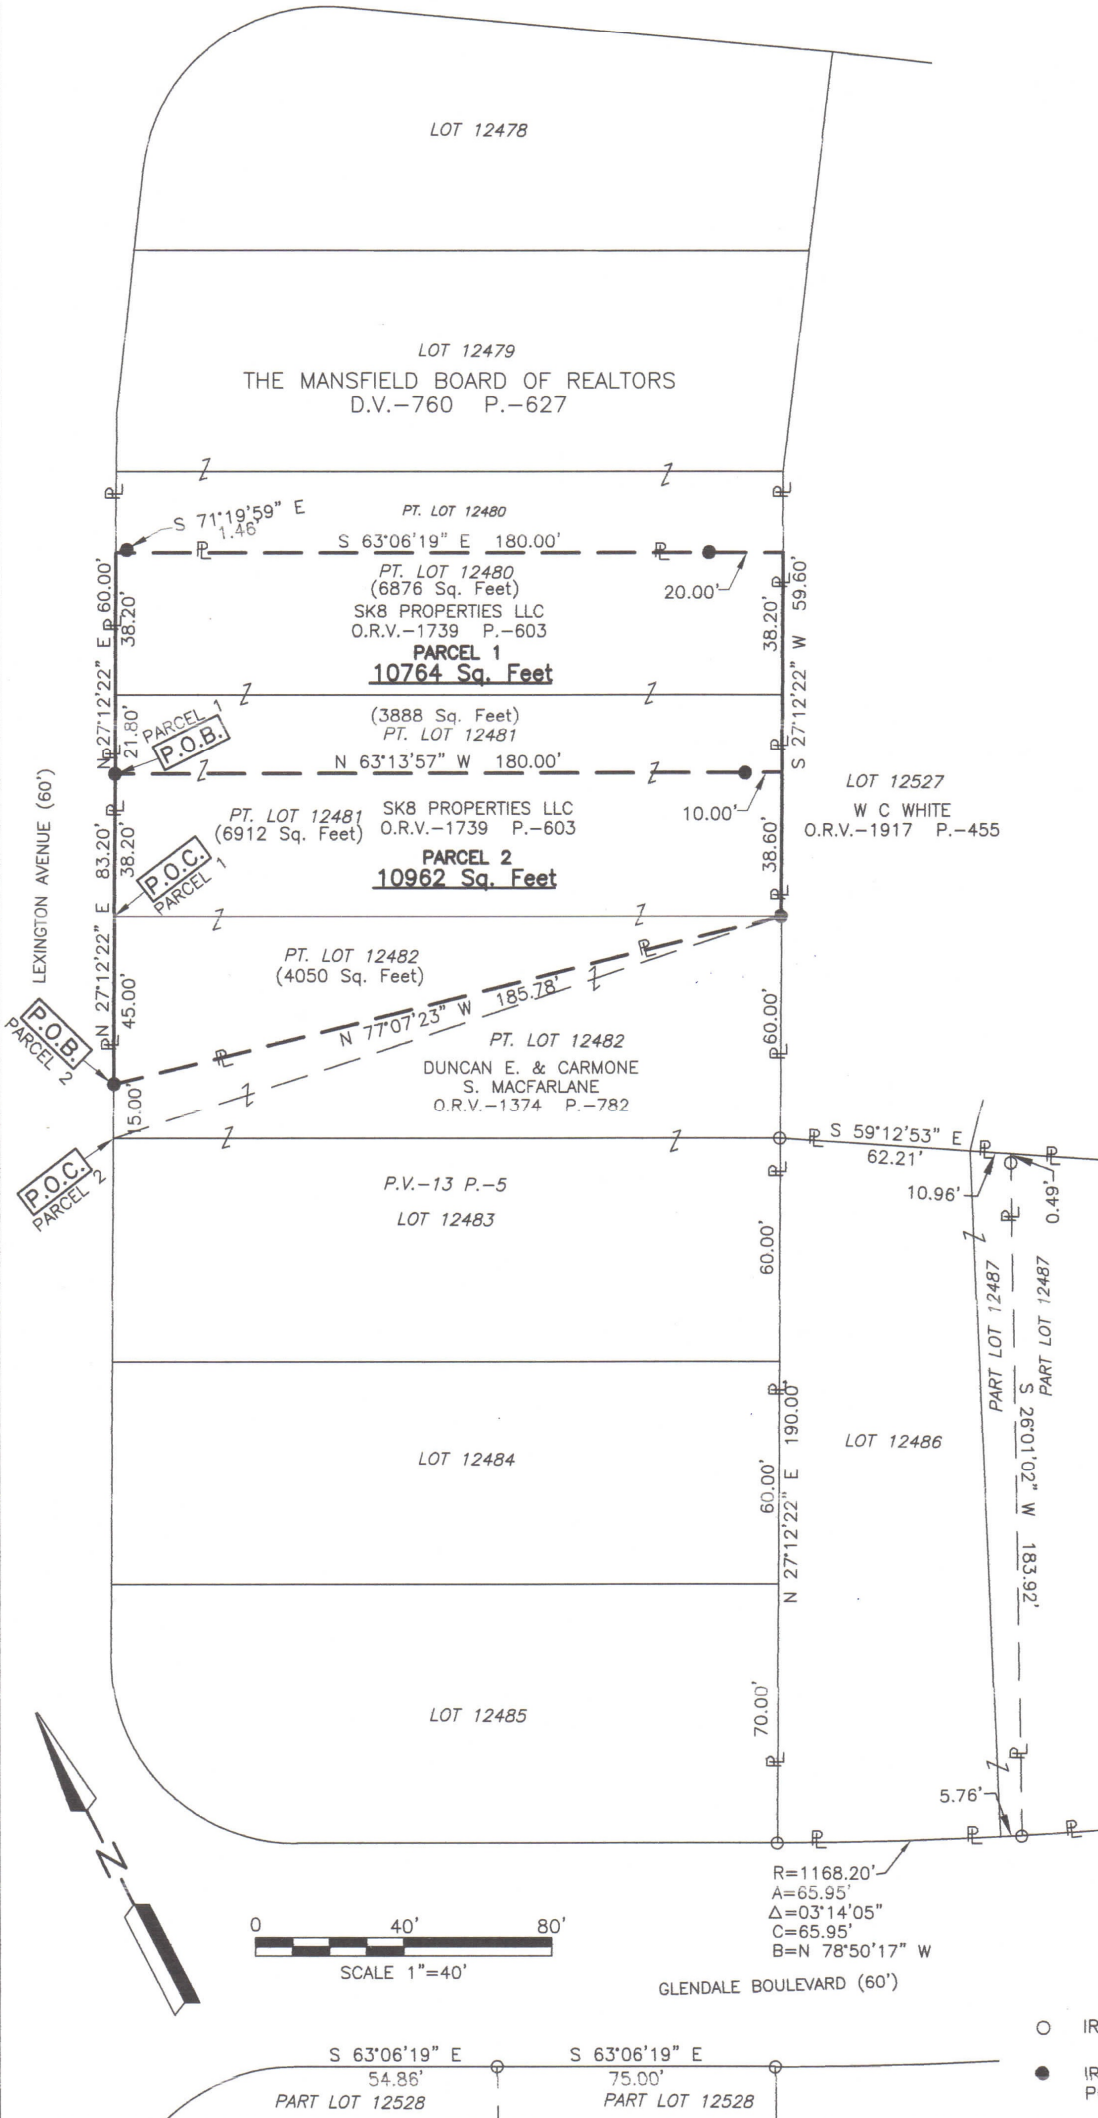 LOT 12478
LOT 12479
THE MANSFIELD BOARD OF REALTORS
D.V.-760 P.-627
S 71°19'59" E
1.46'
PT. LOT 12480
S 63°06'19" E 180.00'
PT. LOT 12480
(6876 Sq. Feet)
SK8 PROPERTIES LLC
O.R.V.-1739 P.-603
PARCEL 1
10764 Sq. Feet
20.00'
N 27°12'22" E 60.00'
38.20'
21.80'
38.20'
S 27°12'22" W 59.60'
PARCEL 1
P.O.B.
(3888 Sq. Feet)
PT. LOT 12481
N 63°13'57" W 180.00'
10.00'
LOT 12527
W C WHITE
O.R.V.-1917 P.-455
PT. LOT 12481
(6912 Sq. Feet)
SK8 PROPERTIES LLC
O.R.V.-1739 P.-603
PARCEL 2
10962 Sq. Feet
LEXINGTON AVENUE (60')
N 27°12'22" E 83.20'
38.20'
45.00'
38.60'
P.O.C.
PARCEL 1
PT. LOT 12482
(4050 Sq. Feet)
N 77°07'23" W 185.78'
P.O.B.
PARCEL 2
15.00'
60.00'
PT. LOT 12482
DUNCAN E. & CARMONE
S. MACFARLANE
O.R.V.-1374 P.-782
P.O.C.
PARCEL 2
S 59°12'53" E
62.21'
10.96'
0.49'
P.V.-13 P.-5
LOT 12483
60.00'
PART LOT 12487
PART LOT 12487
S 26°01'02" W 183.92'
LOT 12484
60.00'
N 27°12'22" E 190.00'
LOT 12486
LOT 12485
70.00'
5.76'
N
R=1168.20'
A=65.95'
Δ=03°14'05"
C=65.95'
B=N 78°50'17" W
0 40' 80'
SCALE 1"=40'
GLENDALE BOULEVARD (60')
IR
IR
S 63°06'19" E
54.86'
PART LOT 12528
S 63°06'19" E
75.00'
PART LOT 12528